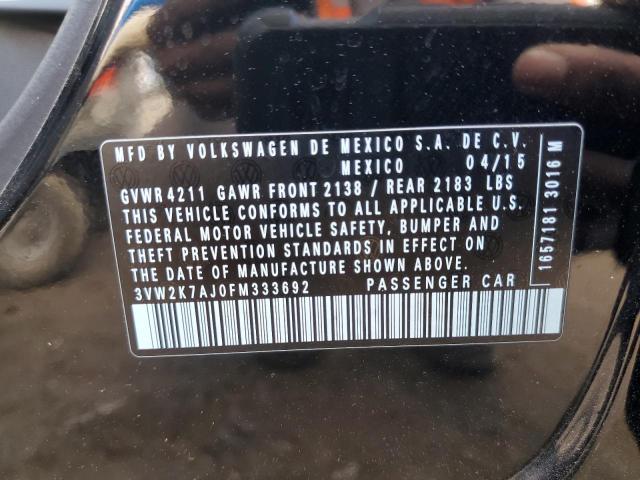 MFD BY VOLKSWAGEN DE MEXICO S.A. DE C.V.
MEXICO 04/15
GVWR 4211 GAWR FRONT 2138 / REAR 2183 LBS
THIS VEHICLE CONFORMS TO ALL APPLICABLE U.S.
FEDERAL MOTOR VEHICLE SAFETY, BUMPER AND
THEFT PREVENTION STANDARDS IN EFFECT ON
THE DATE OF MANUFACTURE SHOWN ABOVE.
3VW2K7AJ0FM333692 PASSENGER CAR
1657181 3016 M